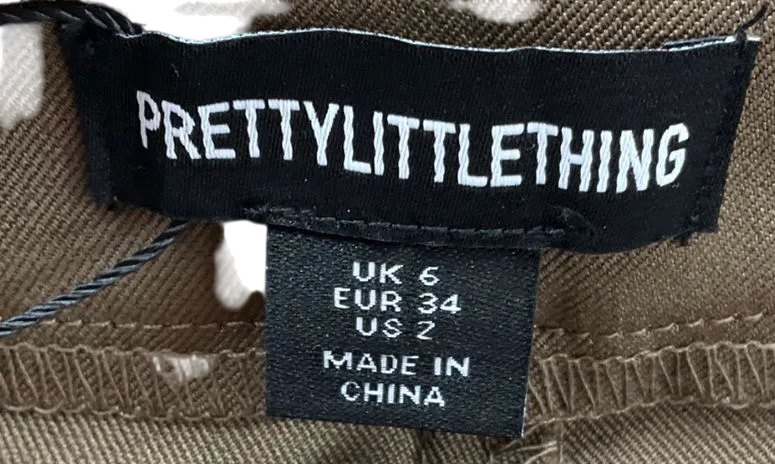 PRETTYLITTLETHING
UK 6
EUR 34
US 2
MADE IN
CHINA